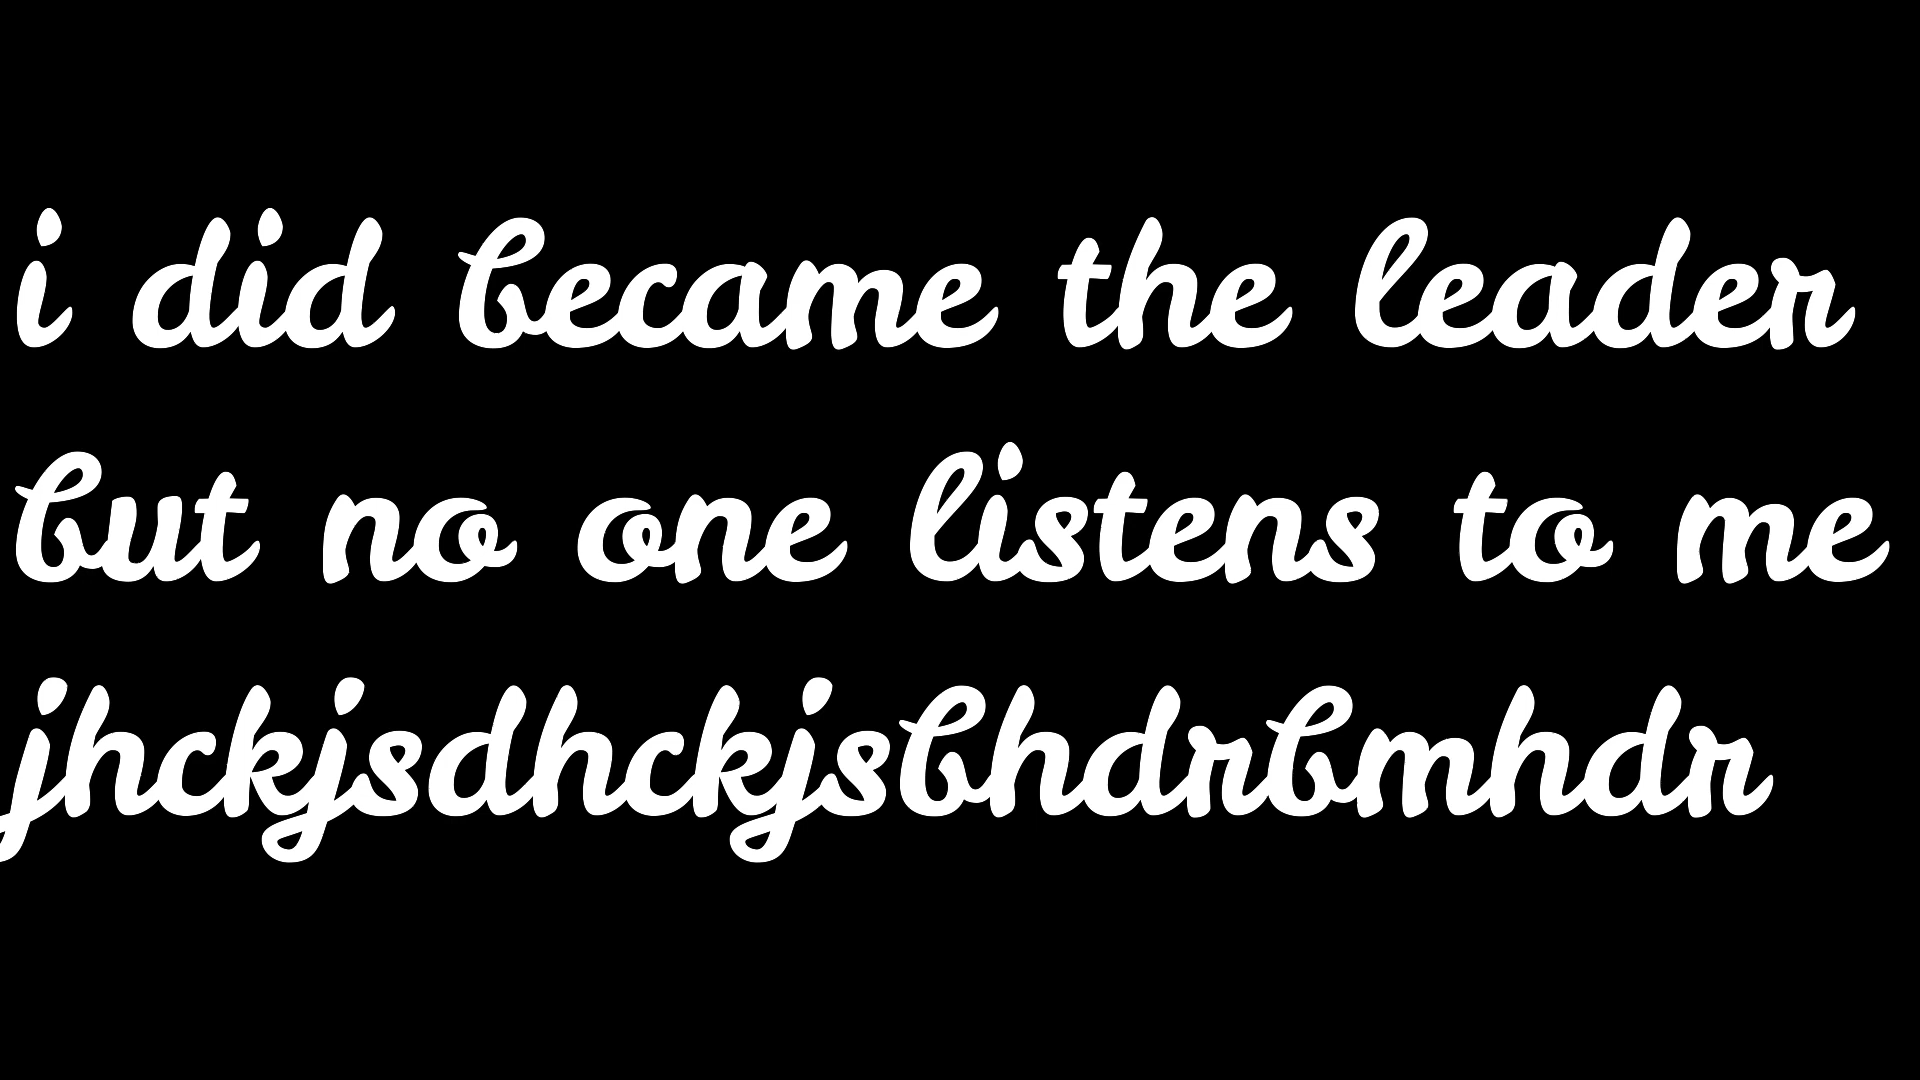 i did became the leader
but no one listens to me
jhckjsdhckjsbhdrbmhdr